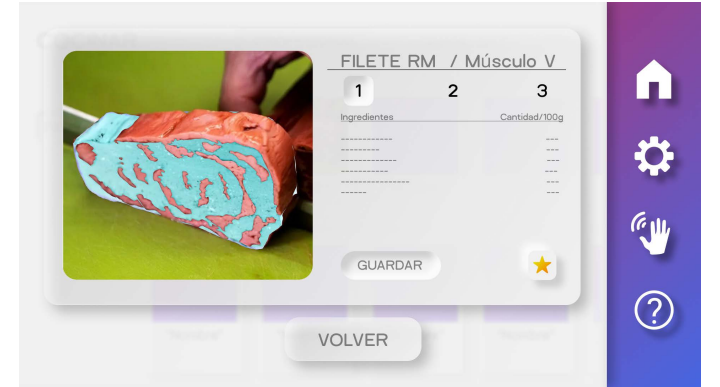 FILETE RM / Músculo V
1 2 3
Ingredientes Cantidad/100g
------------ ---
--------- ---
------------- ---
----------- ---
---------------- ---
------ ---
GUARDAR
VOLVER